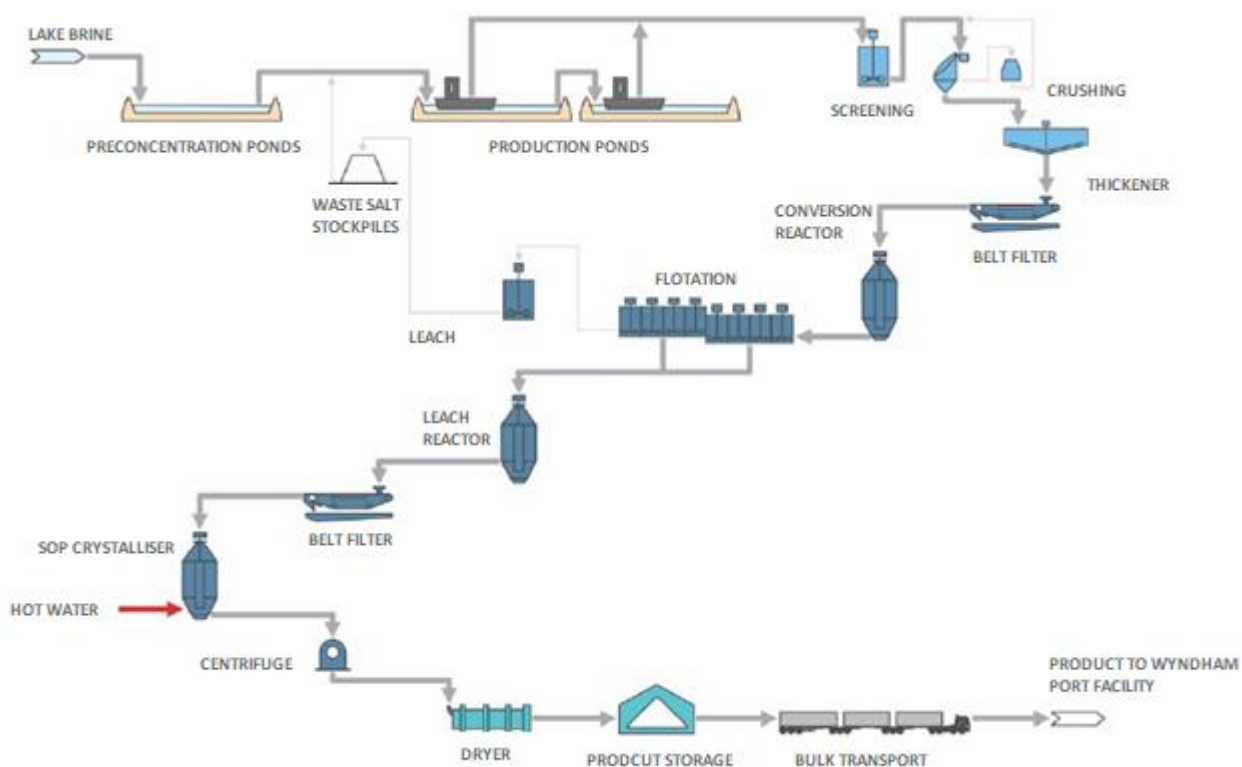 LAKE BRINE
PRECONCENTRATION PONDS
PRODUCTION PONDS
SCREENING
CRUSHING
THICKENER
WASTE SALT
STOCKPILES
CONVERSION
REACTOR
BELT FILTER
FLOTATION
LEACH
LEACH
REACTOR
BELT FILTER
SOP CRYSTALLISER
HOT WATER
CENTRIFUGE
DRYER
PRODCUT STORAGE
BULK TRANSPORT
PRODUCT TO WYNDHAM
PORT FACILITY